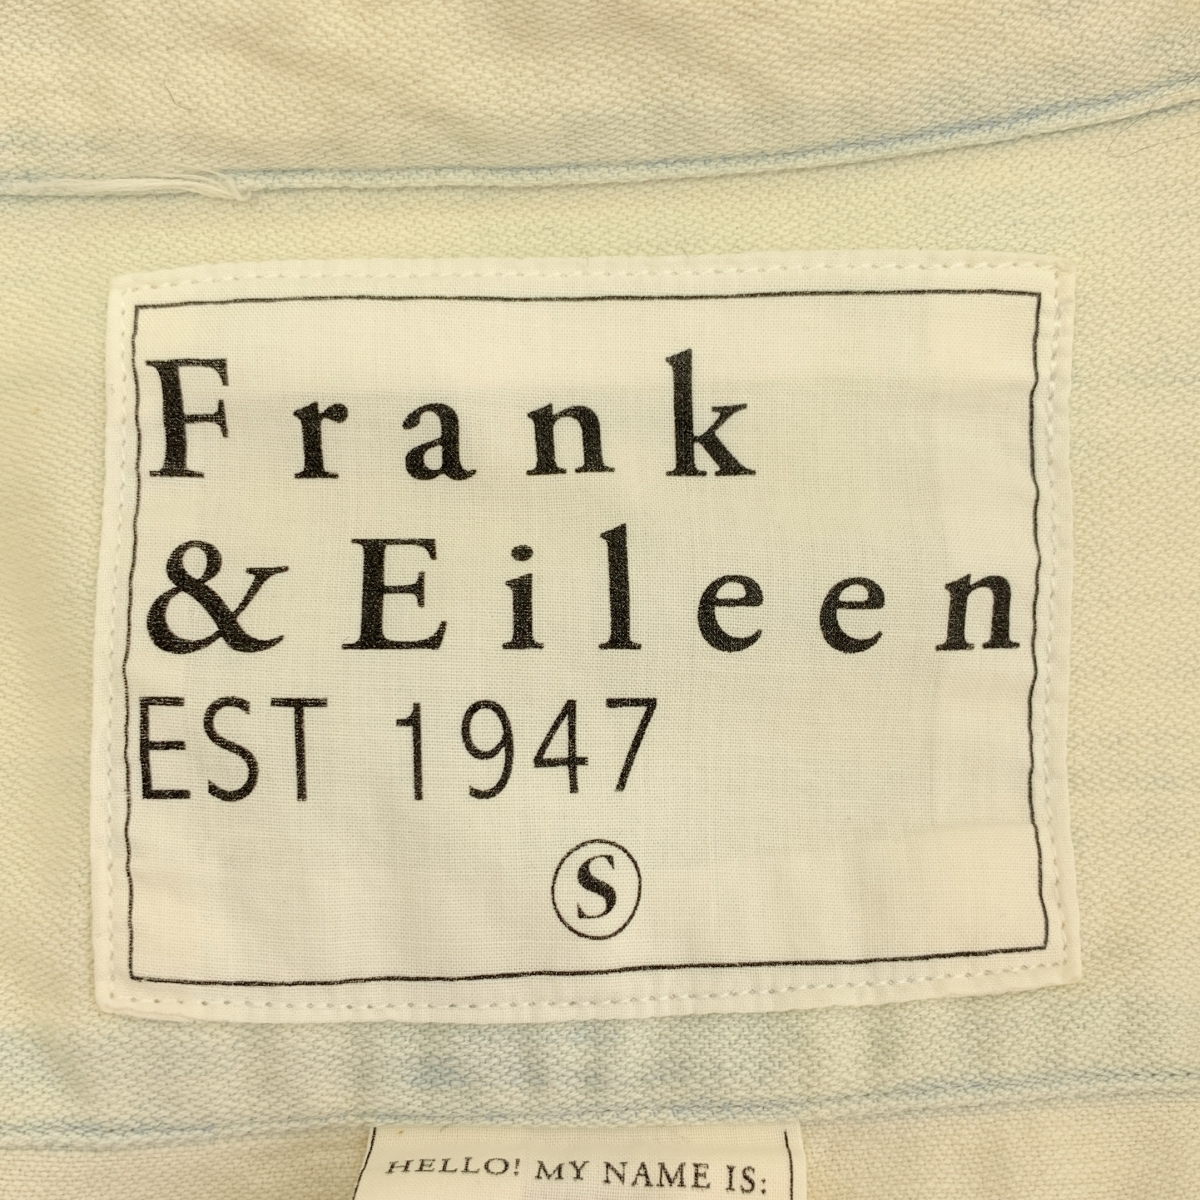 Frank
& Eileen
EST 1947
S
HELLO! MY NAME IS: